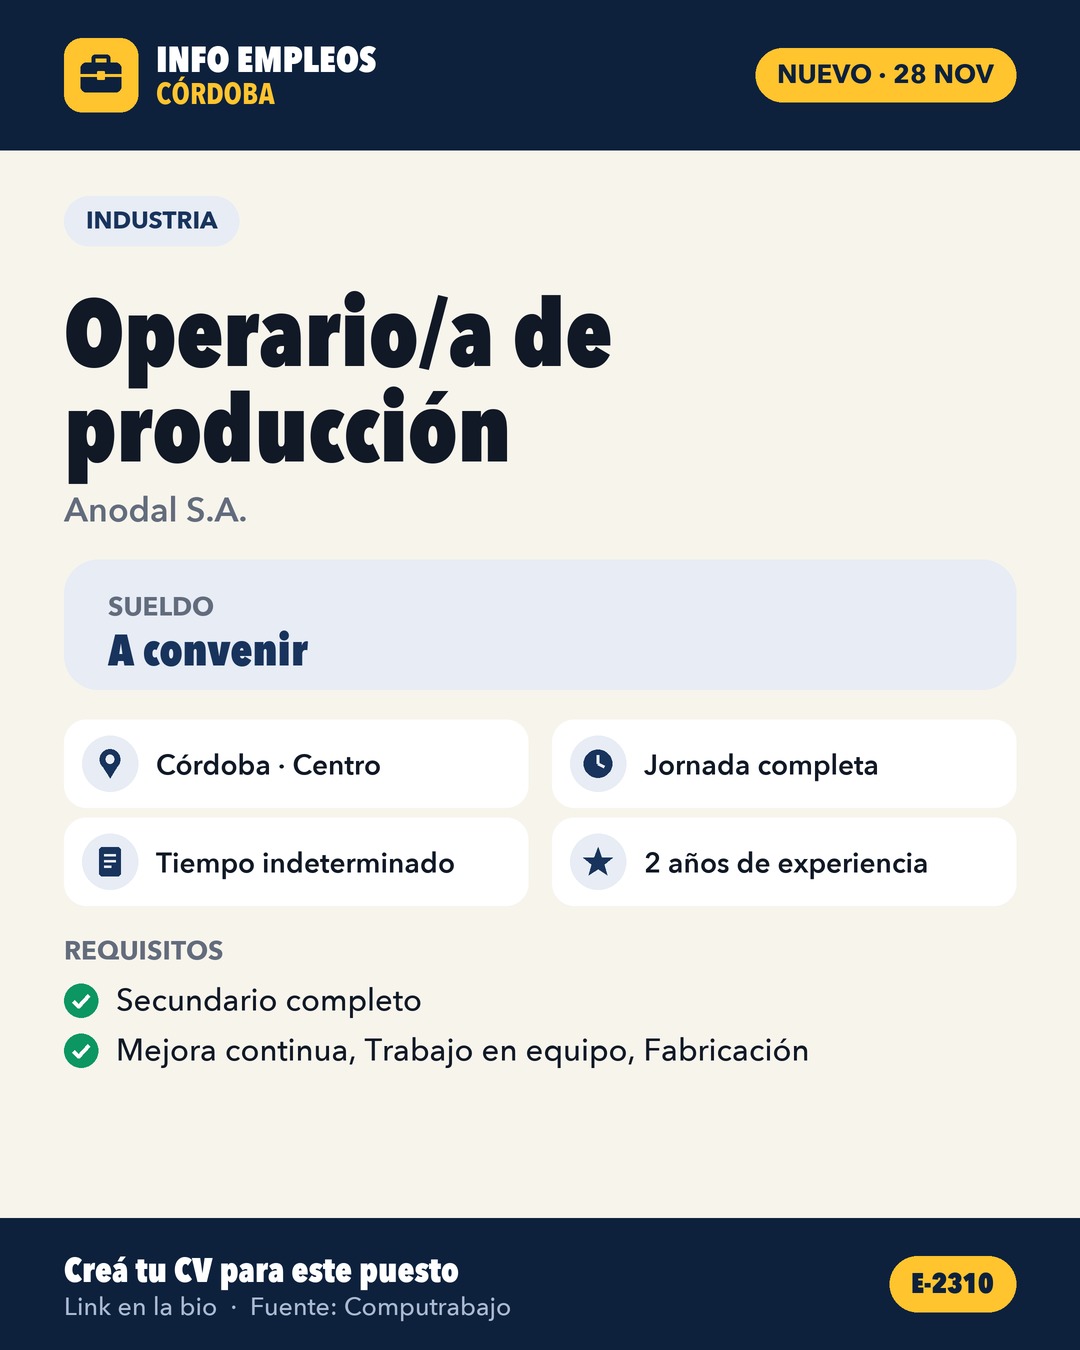 INFO EMPLEOS
CÓRDOBA
NUEVO · 28 NOV
INDUSTRIA
Operario/a de
producción
Anodal S.A.
SUELDO
A convenir
Córdoba · Centro
Jornada completa
Tiempo indeterminado
2 años de experiencia
REQUISITOS
Secundario completo
Mejora continua, Trabajo en equipo, Fabricación
Creá tu CV para este puesto
Link en la bio · Fuente: Computrabajo
E-2310